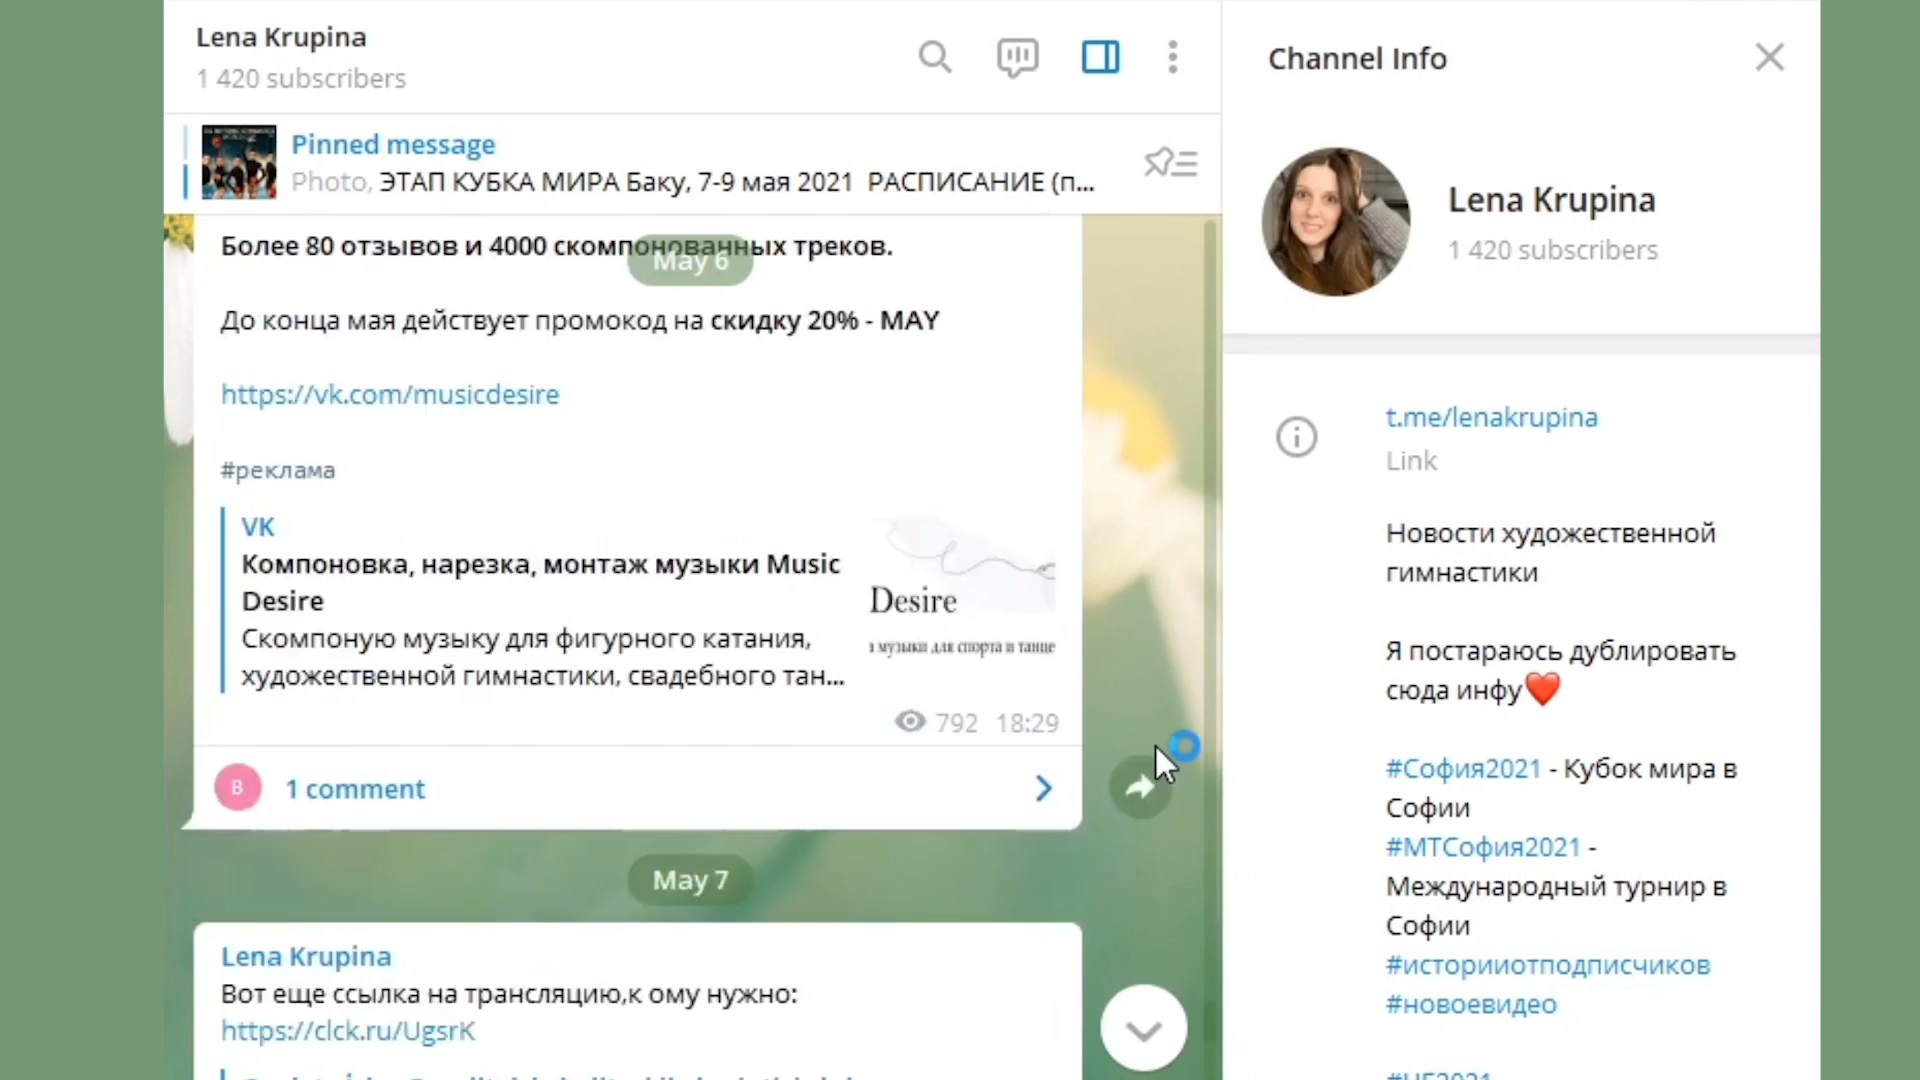 Lena Krupina
1 420 subscribers
Pinned message
Photo, ЭТАП КУБКА МИРА Баку, 7-9 мая 2021 РАСПИСАНИЕ (п...
Более 80 отзывов и 4000 скомпонованных треков.
May 6
До конца мая действует промокод на скидку 20% - MAY
https://vk.com/musicdesire
#реклама
VK
Компоновка, нарезка, монтаж музыки Music
Desire
Скомпоную музыку для фигурного катания,
художественной гимнастики, свадебного тан...
Desire
музыки для спорта и танце
792 18:29
B
1 comment
May 7
Lena Krupina
Вот еще ссылка на трансляцию,к ому нужно:
https://clck.ru/UgsrK
Channel Info
Lena Krupina
1 420 subscribers
t.me/lenakrupina
Link
Новости художественной
гимнастики
Я постараюсь дублировать
сюда инфу❤️
#София2021 - Кубок мира в
Софии
#МТСофия2021 -
Международный турнир в
Софии
#историиотподписчиков
#новоевидео